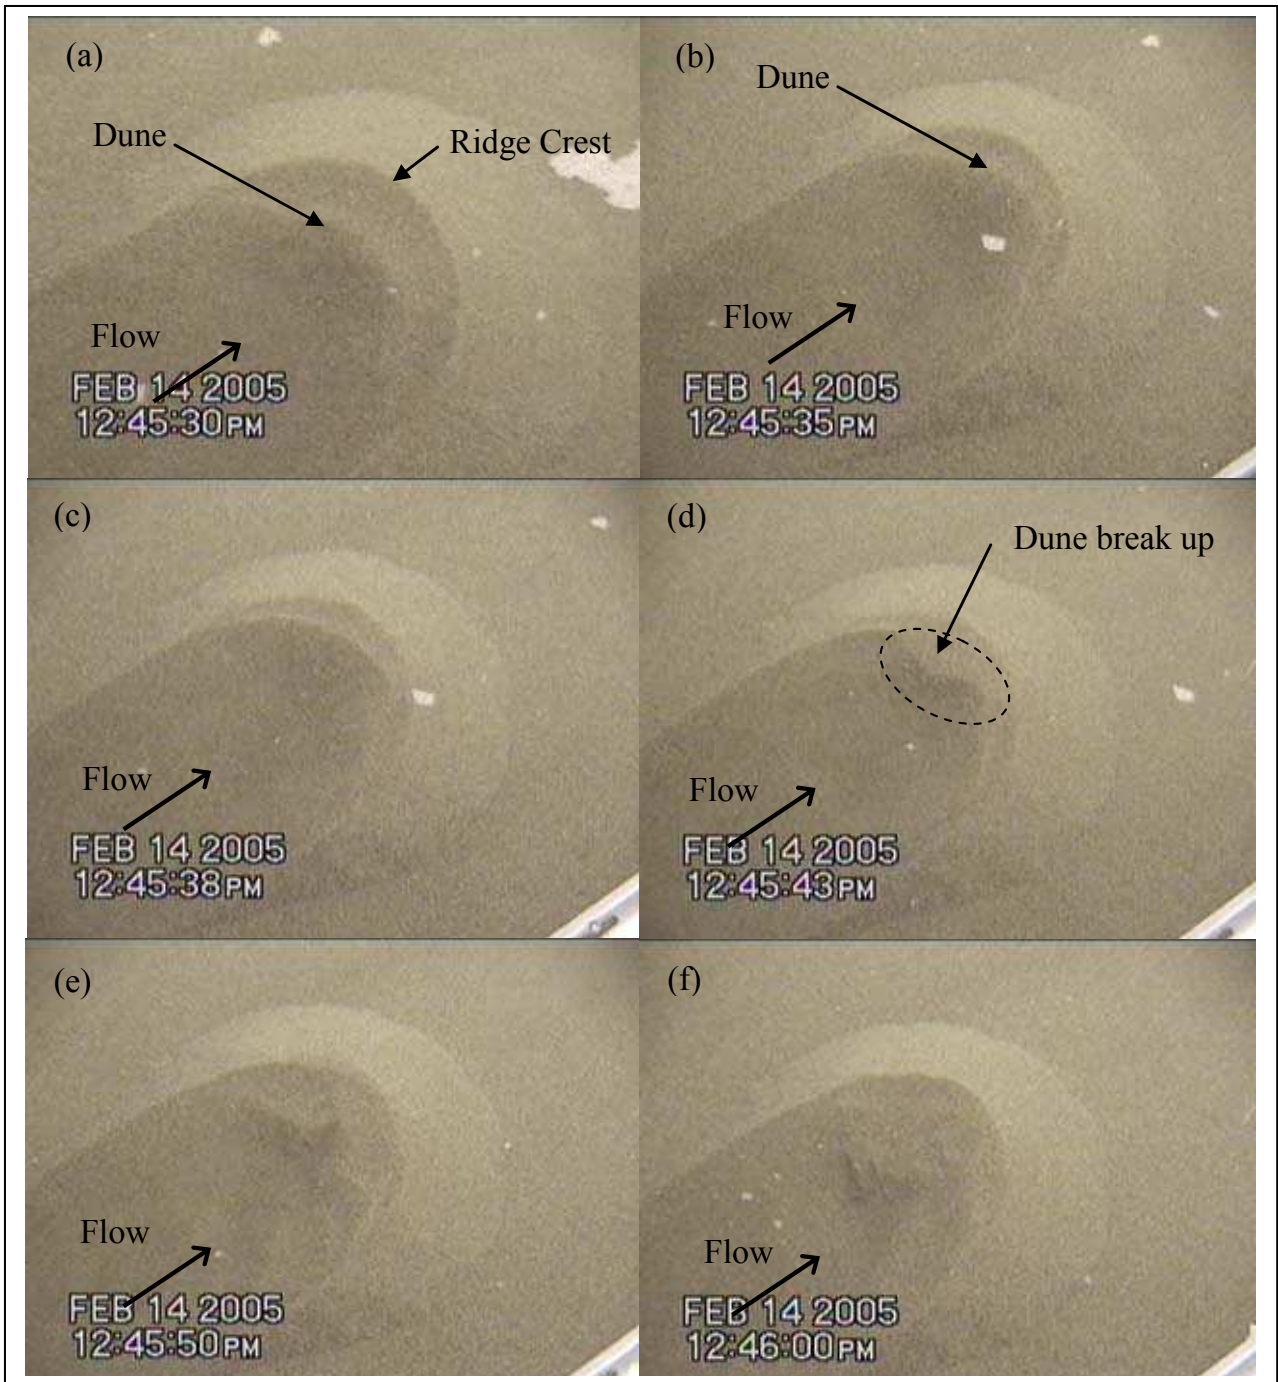 (a)
Dune
Ridge Crest
Flow
FEB 14 2005
12:45:30PM
(b)
Dune
Flow
FEB 14 2005
12:45:35PM
(c)
Flow
FEB 14 2005
12:45:38PM
(d)
Dune break up
Flow
FEB 14 2005
12:45:43PM
(e)
Flow
FEB 14 2005
12:45:50PM
(f)
Flow
FEB 14 2005
12:46:00PM